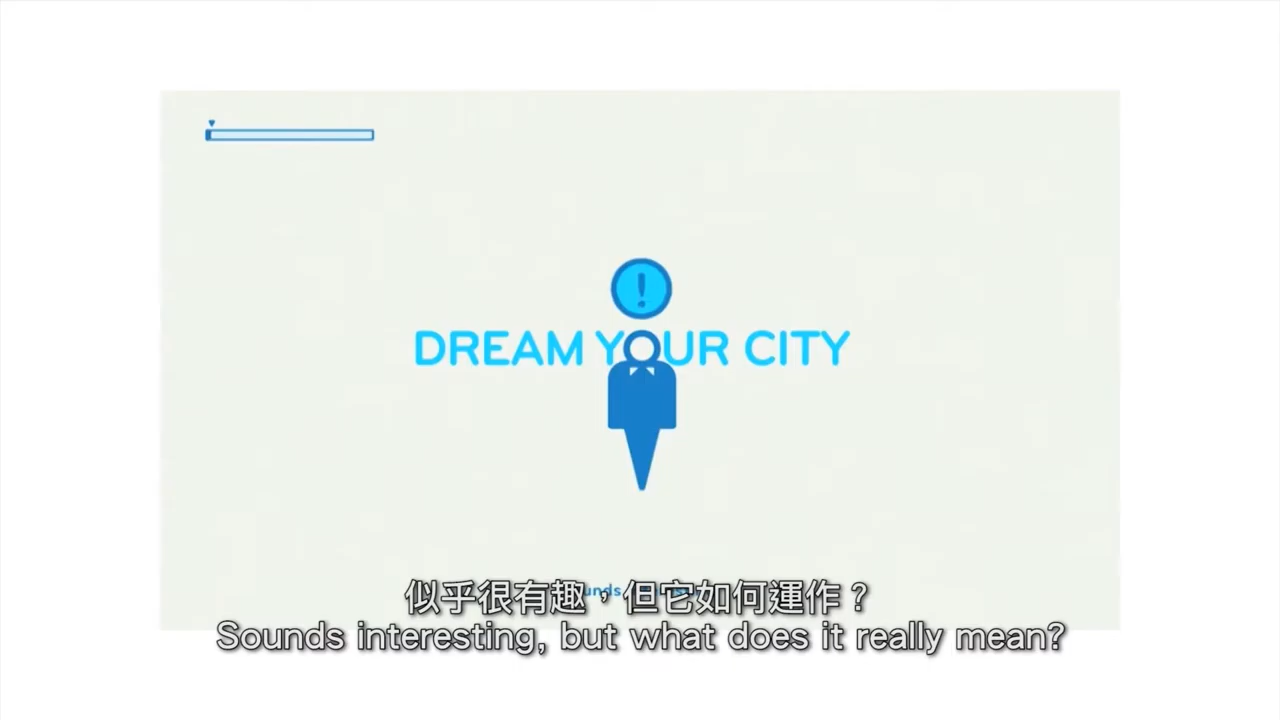 !
DREAM YOUR CITY
似乎很有趣，但它如何運作？
Sounds interesting, but what does it really mean?